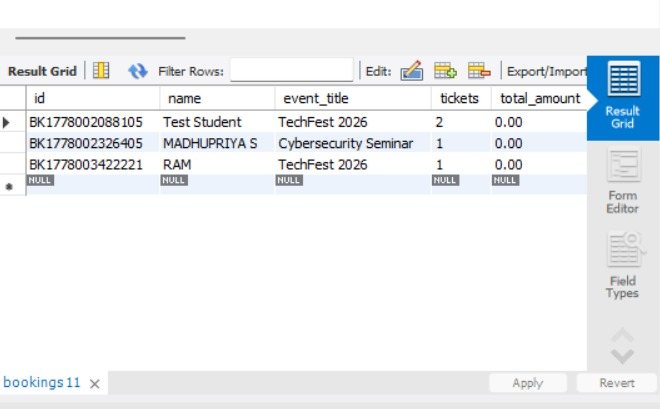 Result Grid Filter Rows: Edit: Export/Import
id name event_title tickets total_amount
BK1778002088105 Test Student TechFest 2026 2 0.00
BK1778002326405 MADHUPRIYA S Cybersecurity Seminar 1 0.00
BK1778003422221 RAM TechFest 2026 1 0.00
NULL NULL NULL NULL NULL
Result
Grid
Form
Editor
Field
Types
bookings11 Apply Revert